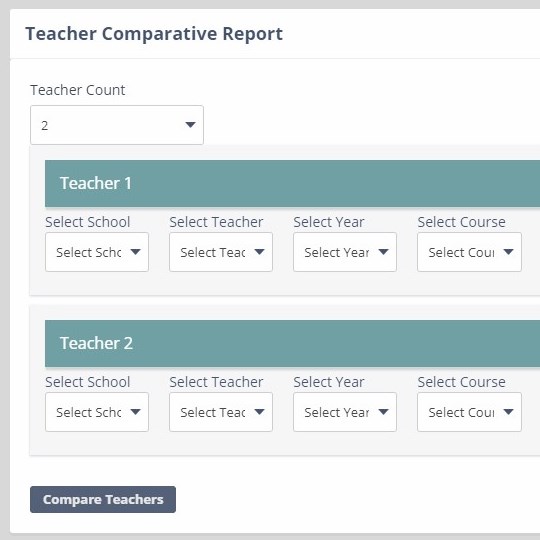 Teacher Comparative Report
Teacher Count
2
Teacher 1
Select School Select Teacher Select Year Select Course
Select Scho Select Teac Select Year Select Cour
Teacher 2
Select School Select Teacher Select Year Select Course
Select Scho Select Teac Select Year Select Cour
Compare Teachers